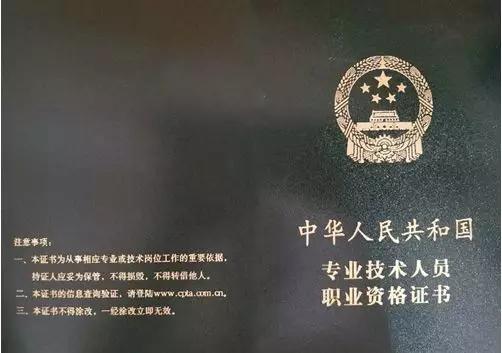 注意事项：
一、本证书为从事相应专业或技术岗位工作的重要依据，
持证人应妥为保管，不得损毁，不得转借他人。
二、本证书的信息查询验证，请登陆www.cpta.com.cn。
三、本证书不得涂改，一经涂改立即无效。
中华人民共和国
专业技术人员
职业资格证书